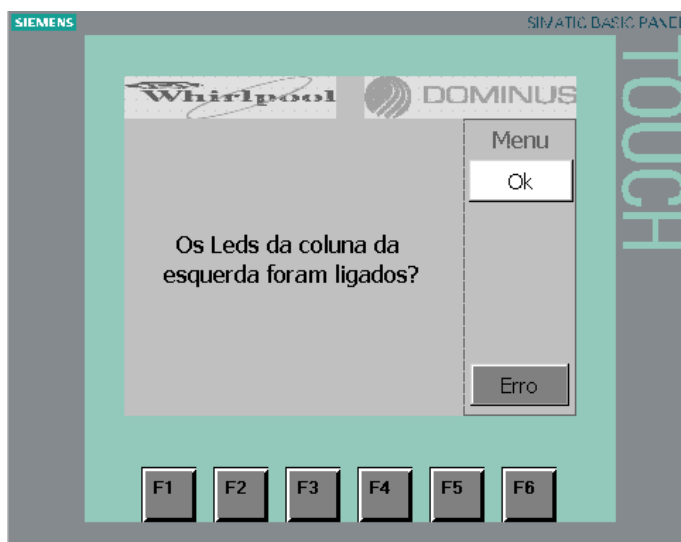 SIEMENS
SIMATIC BASIC PANEL
TOUCH
Whirlpool
DOMINUS
Menu
Ok
Os Leds da coluna da
esquerda foram ligados?
Erro
F1 F2 F3 F4 F5 F6